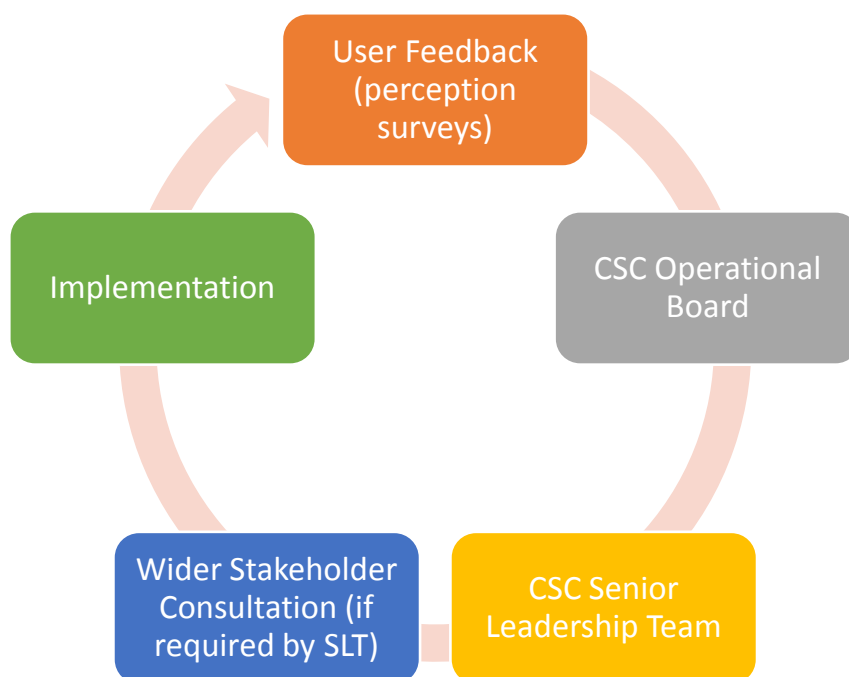 User Feedback
(perception
surveys)
CSC Operational
Board
CSC Senior
Leadership Team
Wider Stakeholder
Consultation (if
required by SLT)
Implementation